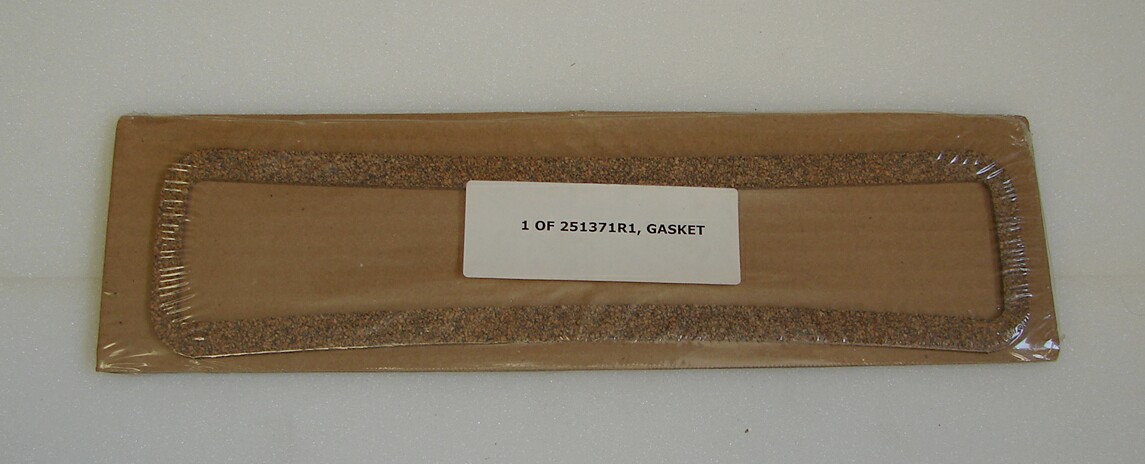 1 OF 251371R1, GASKET